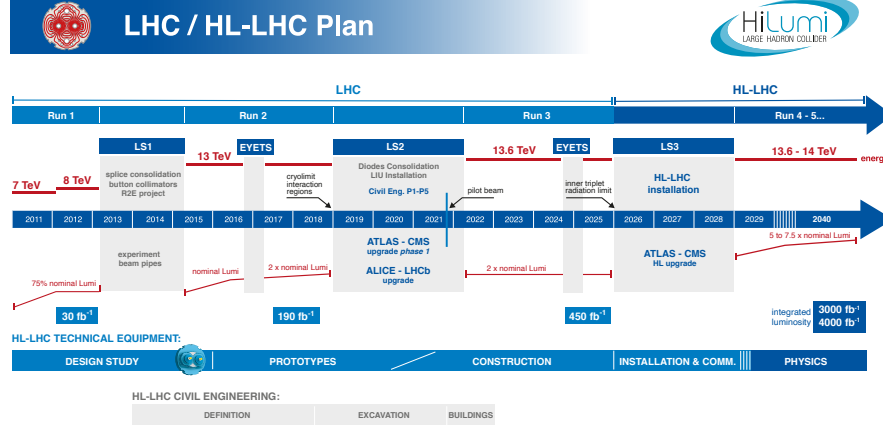 LHC / HL-LHC Plan
HiLumi
LARGE HADRON COLLIDER
LHC
HL-LHC
Run 1
Run 2
Run 3
Run 4 - 5...
LS1
EYETS
LS2
EYETS
LS3
7 TeV
8 TeV
13 TeV
13.6 TeV
13.6 - 14 TeV
energ
splice consolidation
button collimators
R2E project
cryolimit
interaction
regions
Diodes Consolidation
LIU Installation
Civil Eng. P1-P5
pilot beam
inner triplet
radiation limit
HL-LHC
installation
2011
2012
2013
2014
2015
2016
2017
2018
2019
2020
2021
2022
2023
2024
2025
2026
2027
2028
2029
2040
experiment
beam pipes
75% nominal Lumi
nominal Lumi
2 x nominal Lumi
ATLAS - CMS
upgrade phase 1
ALICE - LHCb
upgrade
2 x nominal Lumi
ATLAS - CMS
HL upgrade
5 to 7.5 x nominal Lumi
30 fb-1
190 fb-1
450 fb-1
integrated
luminosity
3000 fb-1
4000 fb-1
HL-LHC TECHNICAL EQUIPMENT:
DESIGN STUDY
PROTOTYPES
CONSTRUCTION
INSTALLATION & COMM.
PHYSICS
HL-LHC CIVIL ENGINEERING:
DEFINITION
EXCAVATION
BUILDINGS